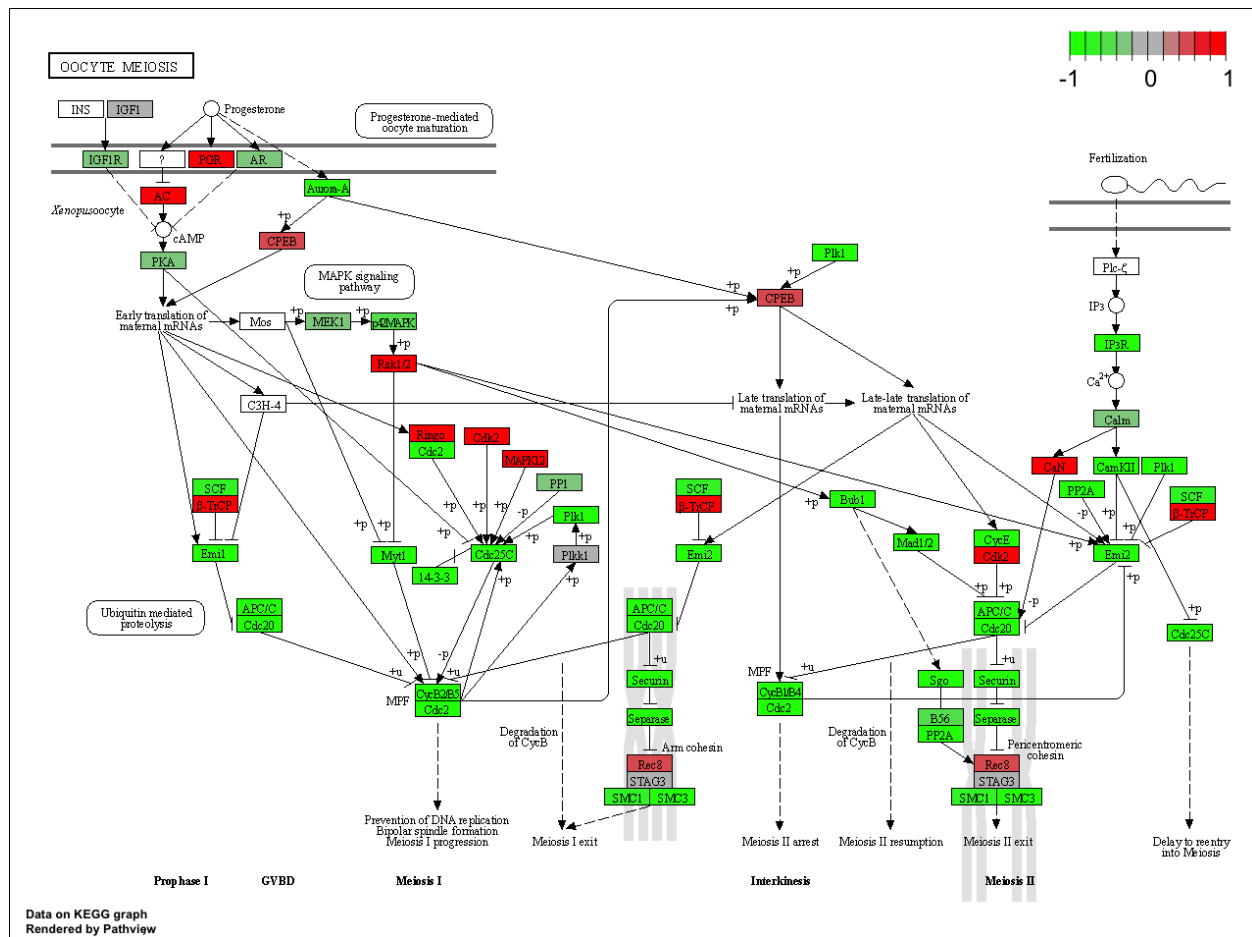 OOCYTE MEIOSIS
-1 0 1
INS IGF1
Progesterone
Progesterone-mediated
oocyte maturation
IGF1R ? PGR AR
Aurora-A
Fertilization
AC
Xenopus oocyte
+p
cAMP
CPEB
PKA
Plk1
+p
Plc-ζ
MAPK signaling
pathway
+p
CPEB
+p
IP3
Early translation of
maternal mRNAs
Mos
+p
MEK1
+p
p42MAPK
+p
IP3R
Rsk1/2
Ca2+
C3H-4
Late translation of
maternal mRNAs
Late-late translation of
maternal mRNAs
Calm
Ringo
Cdc2
Cdk2
MAPK12
PP1
CaN
CamKII
Plk1
PP2A
SCF
β-TrCP
SCF
β-TrCP
SCF
β-TrCP
Bub1
+p
Plk1
+p
+p
+p
-p
+p
+p
+p
+p
+p
-p
+p
+p
Emi1
Myt1
Cdc25C
Plkk1
Emi2
Mad1/2
CycE
Cdk2
Emi2
14-3-3
+p
+p
+p
+p
Ubiquitin mediated
proteolysis
APC/C
Cdc20
APC/C
Cdc20
APC/C
Cdc20
-p
+p
Cdc25C
+u
+p
-p
+u
+u
+u
+u
MPF
CycB2/B5
Cdc2
Securin
MPF
CycB1/B4
Cdc2
Sgo
Securin
Separase
B56
PP2A
Separase
Degradation
of CycB
Arm cohesin
Degradation
of CycB
Pericentromeric
cohesin
Rec8
STAG3
SMC1 SMC3
Rec8
STAG3
SMC1 SMC3
Prevention of DNA replication
Bipolar spindle formation
Meiosis I progression
Meiosis I exit
Meiosis II arrest
Meiosis II resumption
Meiosis II exit
Delay to reentry
into Meiosis
Prophase I GVBD Meiosis I Interkinesis Meiosis II
Data on KEGG graph
Rendered by Pathview